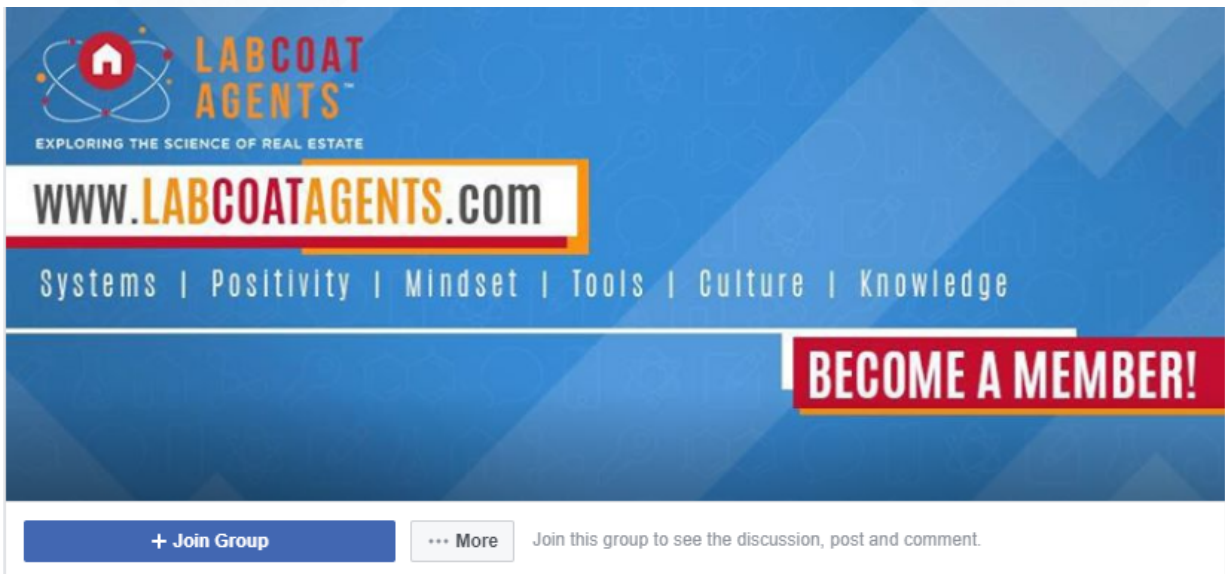 LABCOAT
AGENTS™
EXPLORING THE SCIENCE OF REAL ESTATE
www.LABCOATAGENTS.com
Systems | Positivity | Mindset | Tools | Culture | Knowledge
BECOME A MEMBER!
+ Join Group ••• More Join this group to see the discussion, post and comment.